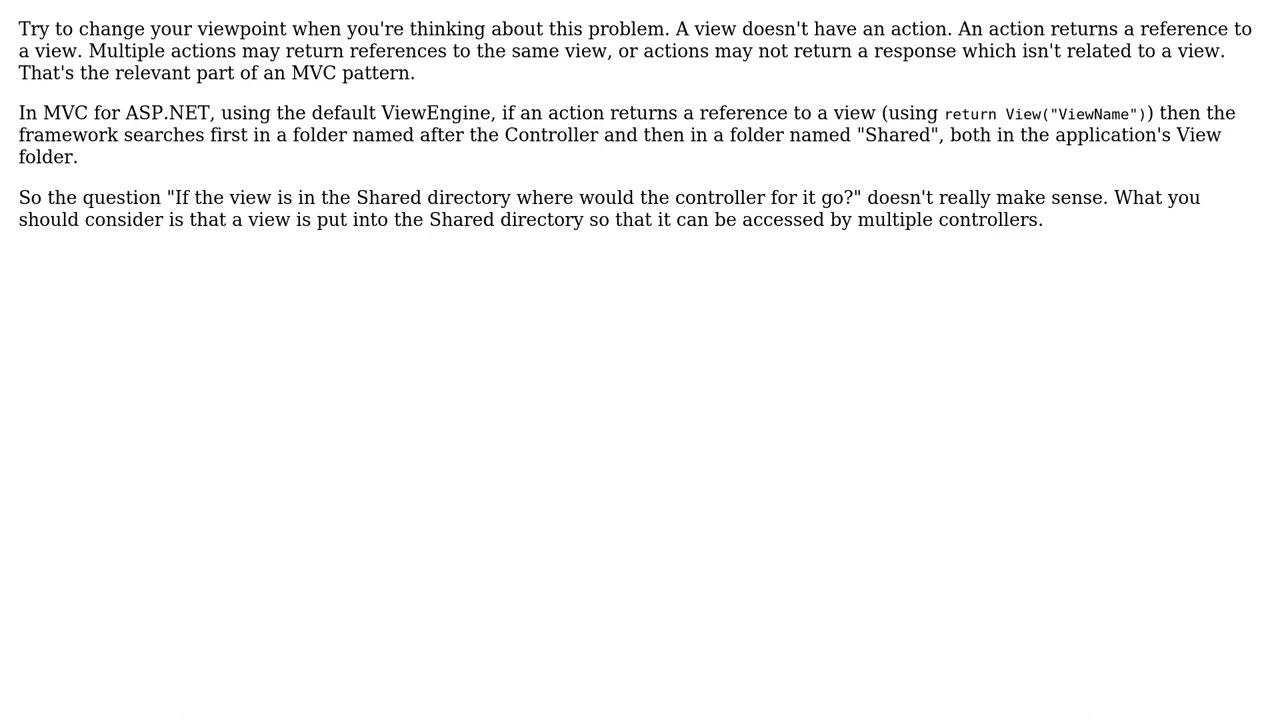 Try to change your viewpoint when you're thinking about this problem. A view doesn't have an action. An action returns a reference to
a view. Multiple actions may return references to the same view, or actions may not return a response which isn't related to a view.
That's the relevant part of an MVC pattern.
In MVC for ASP.NET, using the default ViewEngine, if an action returns a reference to a view (using return View("ViewName")) then the
framework searches first in a folder named after the Controller and then in a folder named "Shared", both in the application's View
folder.
So the question "If the view is in the Shared directory where would the controller for it go?" doesn't really make sense. What you
should consider is that a view is put into the Shared directory so that it can be accessed by multiple controllers.